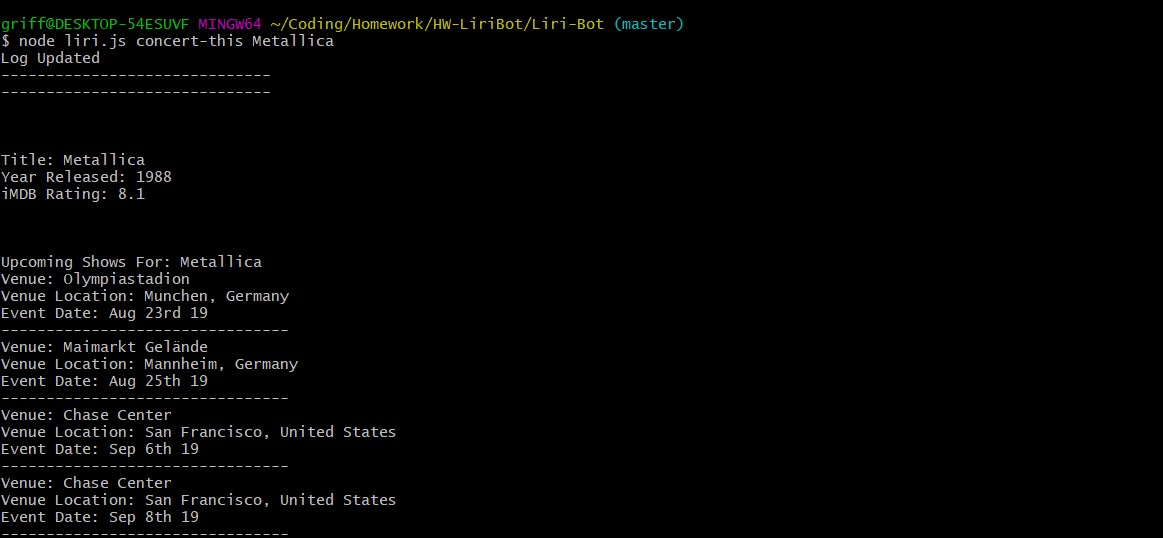 griff@DESKTOP-54ESUVF MINGW64 ~/Coding/Homework/HW-LiriBot/Liri-Bot (master)
$ node liri.js concert-this Metallica
Log Updated
------------------------------
------------------------------
Title: Metallica
Year Released: 1988
iMDB Rating: 8.1
Upcoming Shows For: Metallica
Venue: Olympiastadion
Venue Location: Munchen, Germany
Event Date: Aug 23rd 19
--------------------------------
Venue: Maimarkt Gelände
Venue Location: Mannheim, Germany
Event Date: Aug 25th 19
--------------------------------
Venue: Chase Center
Venue Location: San Francisco, United States
Event Date: Sep 6th 19
--------------------------------
Venue: Chase Center
Venue Location: San Francisco, United States
Event Date: Sep 8th 19
--------------------------------